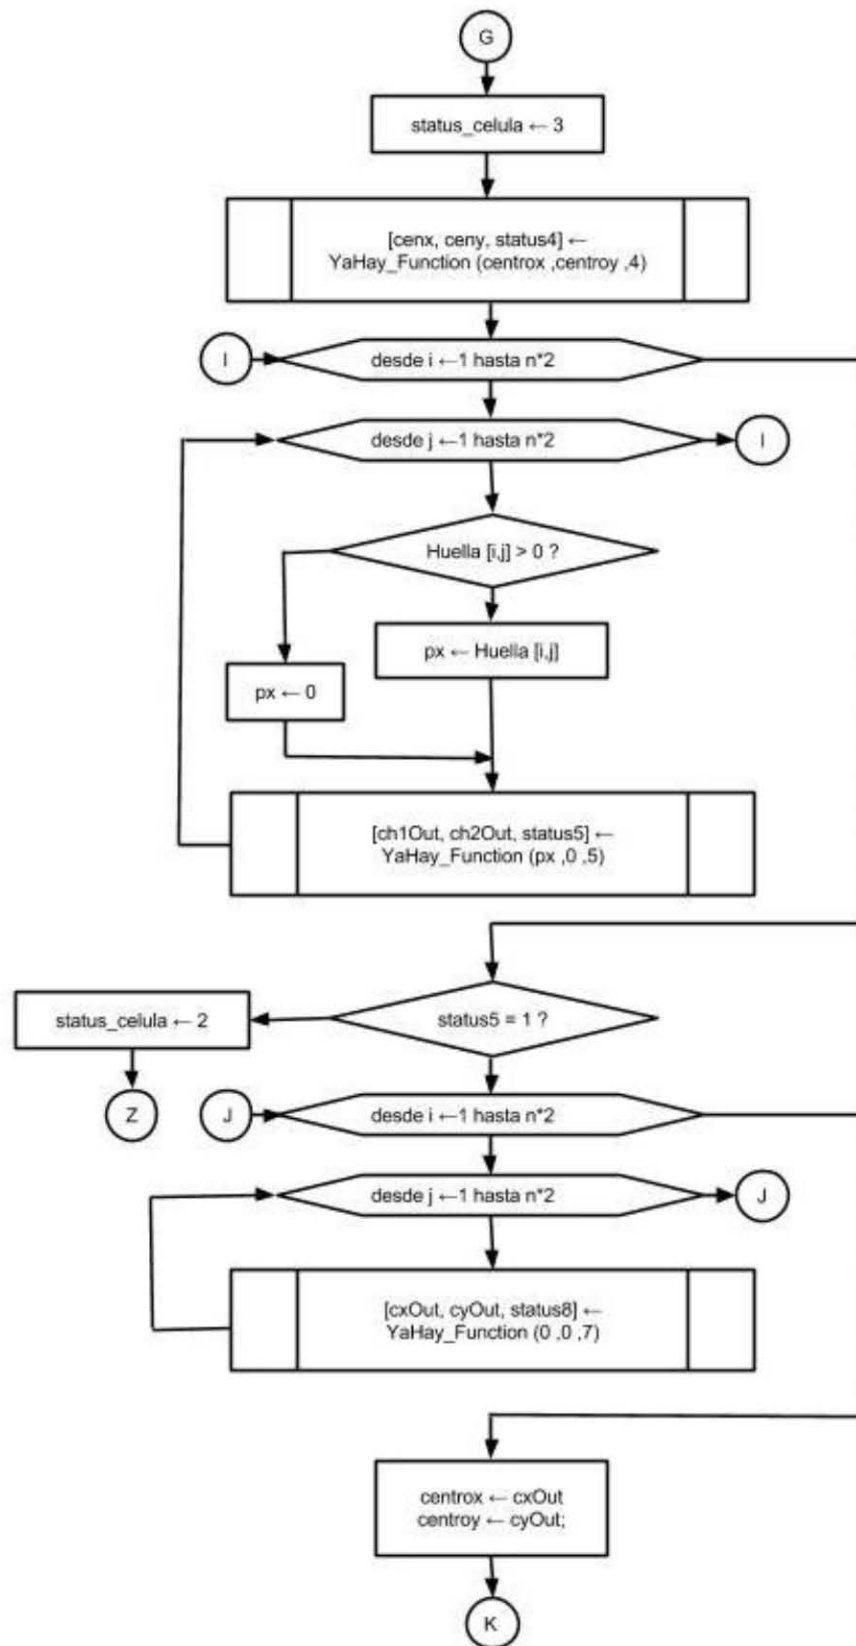 G
status_celula ← 3
[cenx, ceny, status4] ←
YaHay_Function (centrox ,centroy ,4)
I
desde i ←1 hasta n*2
desde j ←1 hasta n*2
I
Huella [i,j] > 0 ?
px ← Huella [i,j]
px ← 0
[ch1Out, ch2Out, status5] ←
YaHay_Function (px ,0 ,5)
status_celula ← 2
status5 = 1 ?
Z
J
desde i ←1 hasta n*2
desde j ←1 hasta n*2
J
[cxOut, cyOut, status8] ←
YaHay_Function (0 ,0 ,7)
centrox ← cxOut
centroy ← cyOut;
K